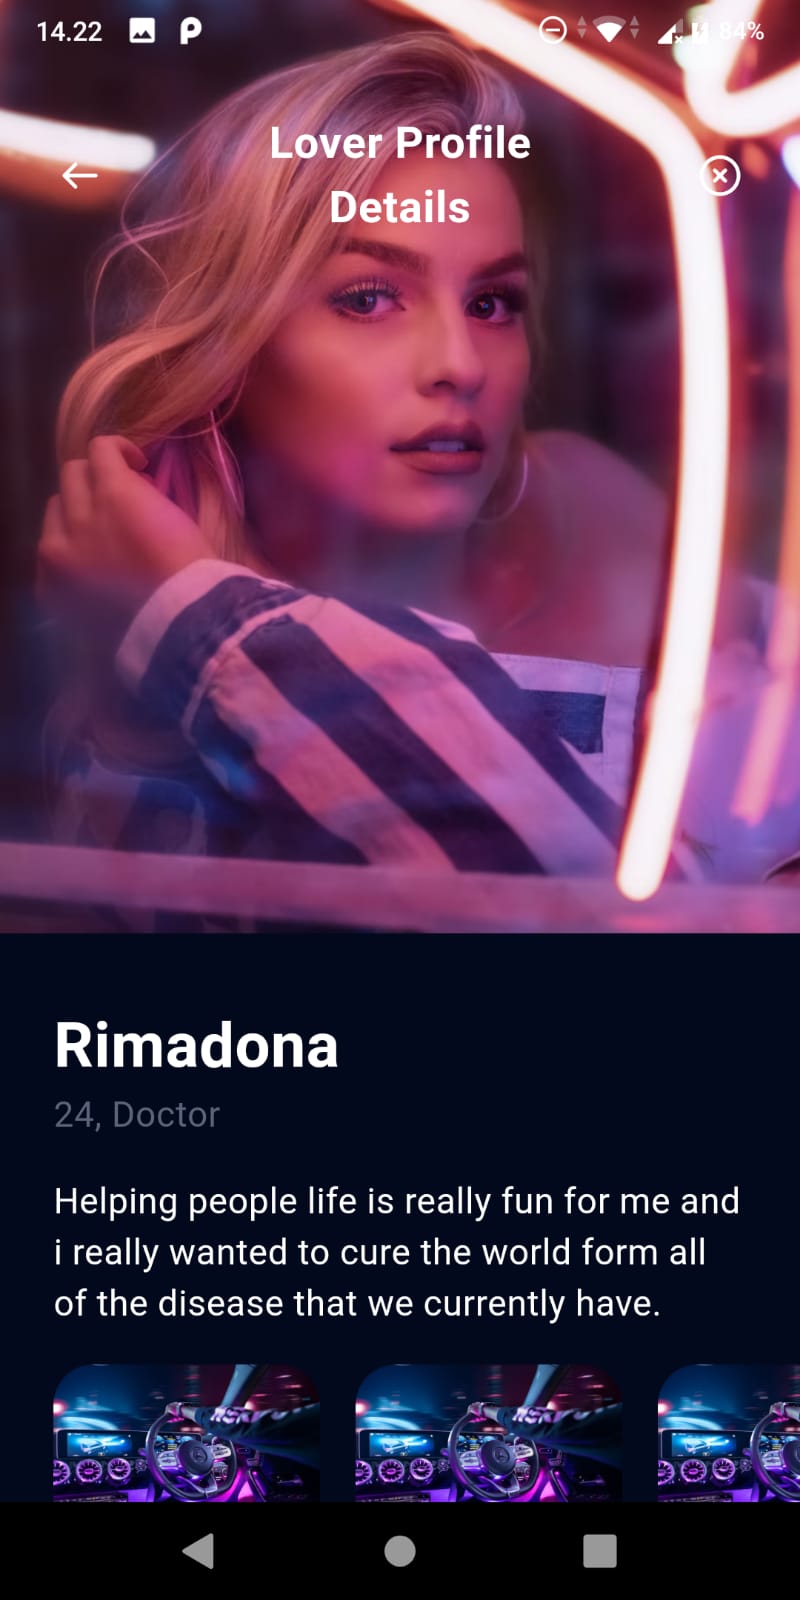 14.22
84%
Lover Profile
Details
Rimadona
24, Doctor
Helping people life is really fun for me and
i really wanted to cure the world form all
of the disease that we currently have.